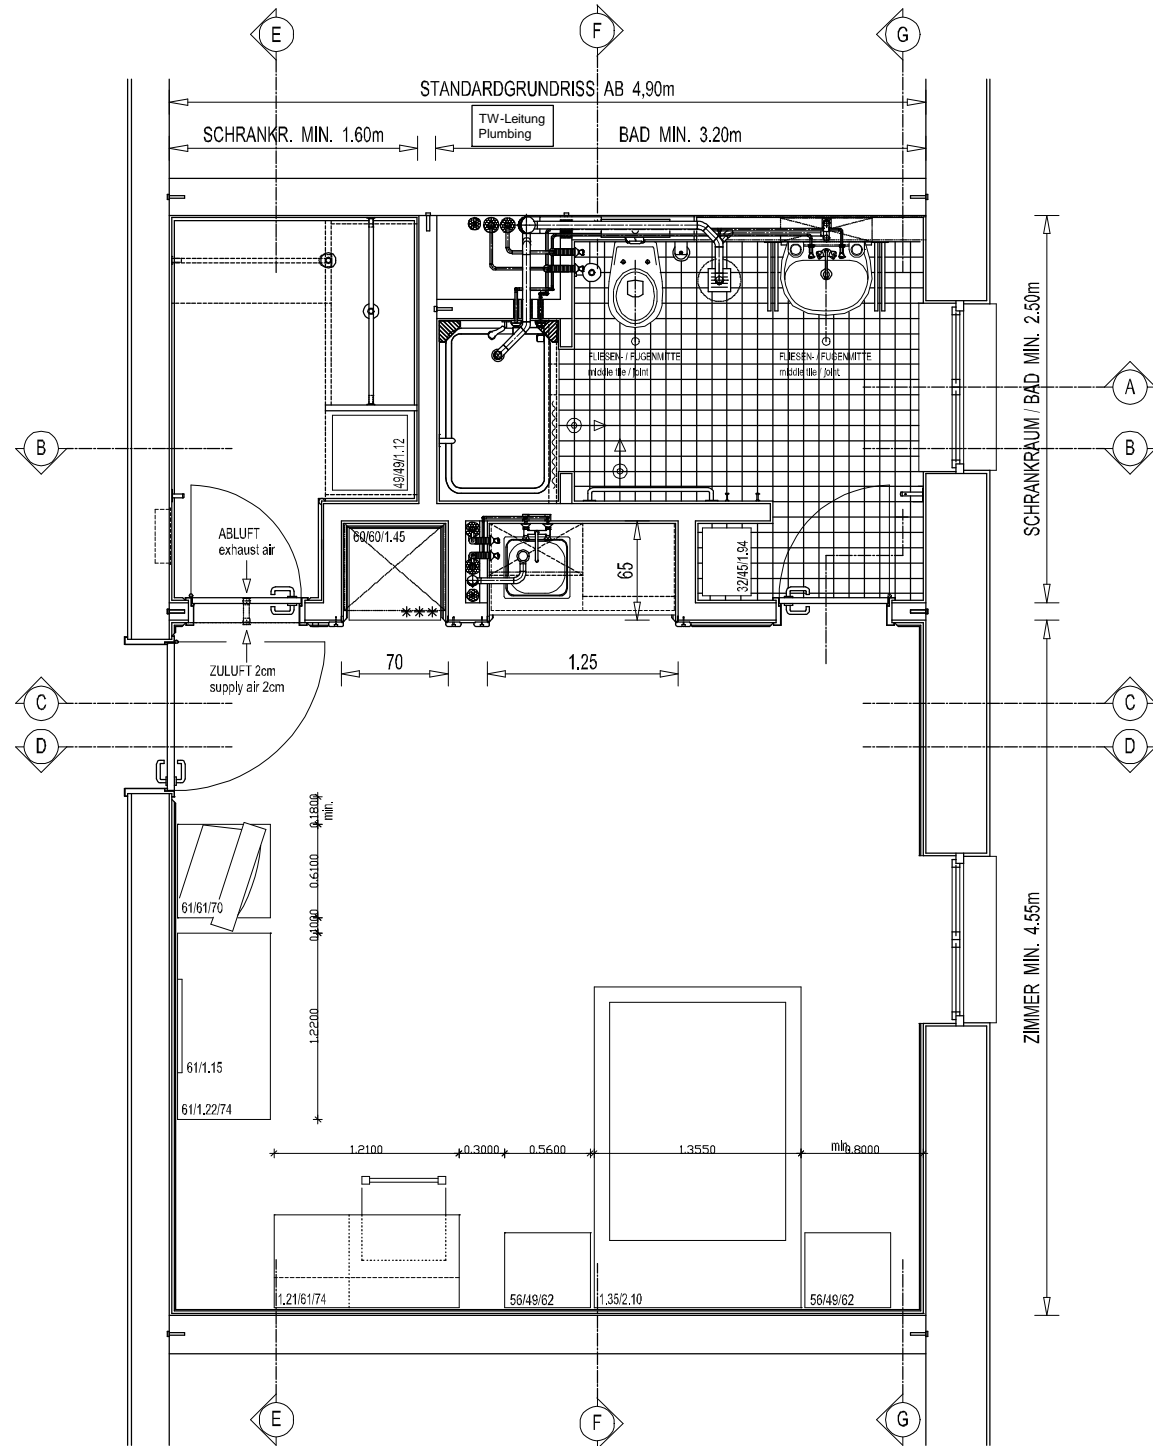 E
F
G
STANDARDGRUNDRISS AB 4,90m
TW-Leitung
Plumbing
SCHRANKR. MIN. 1.60m
BAD MIN. 3.20m
SCHRANKRAUM / BAD MIN. 2.50m
FLIESEN- / FUGENMITTE
middle tile / joint
FLIESEN- / FUGENMITTE
middle tile / joint
A
B
B
49/49/1.12
ABLUFT
exhaust air
60/60/1.45
65
32/45/1.94
ZULUFT 2cm
supply air 2cm
70
1.25
C
C
D
D
0.1800
min.
0.6100
61/61/70
0.1000
ZIMMER MIN. 4.55m
1.2200
61/1.15
61/1.22/74
1.2100
0.3000
0.5600
1.3550
min.
0.8000
1.21/61/74
56/49/62
1.35/2.10
56/49/62
E
F
G